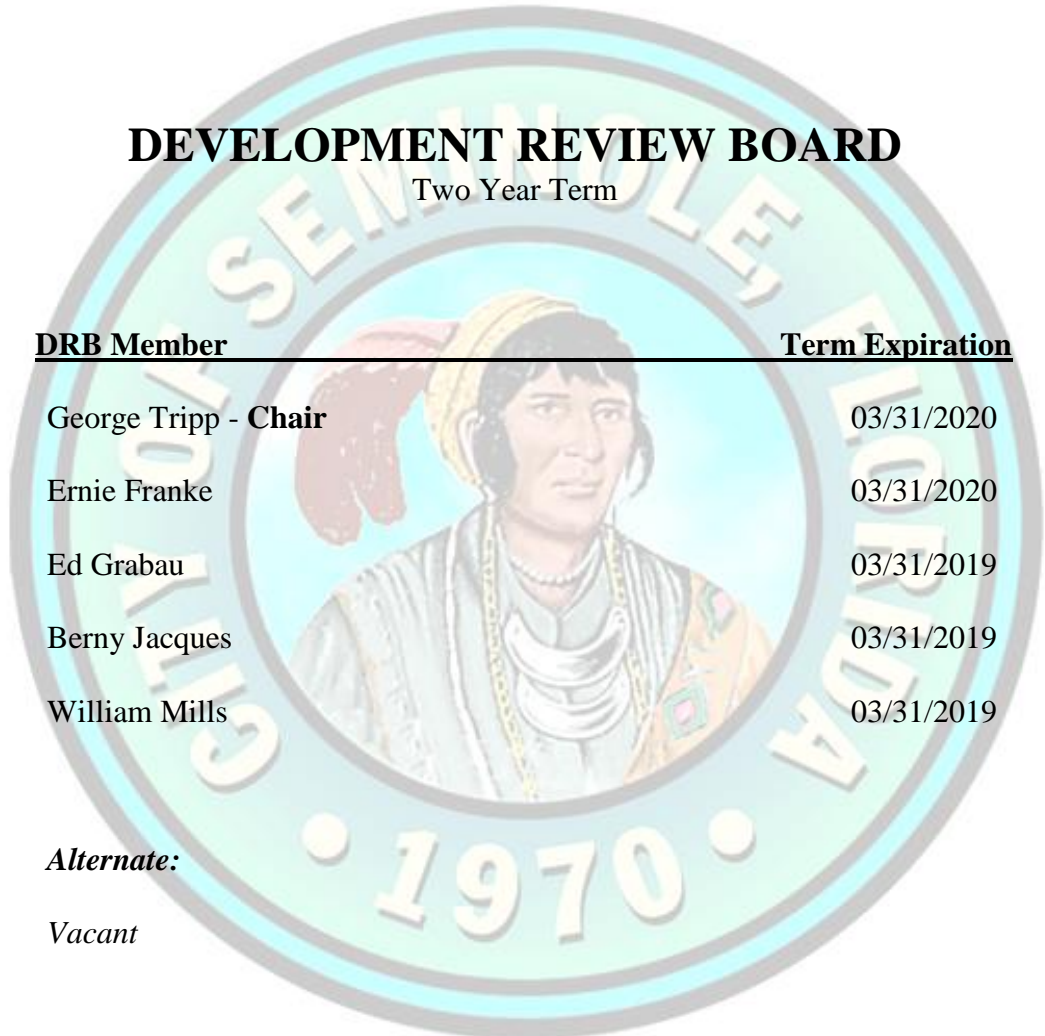 DEVELOPMENT REVIEW BOARD
Two Year Term
DRB Member Term Expiration
George Tripp - Chair 03/31/2020
Ernie Franke 03/31/2020
Ed Grabau 03/31/2019
Berny Jacques 03/31/2019
William Mills 03/31/2019
Alternate:
Vacant
CITY OF SEMINOLE, FLORIDA
• 1970 •